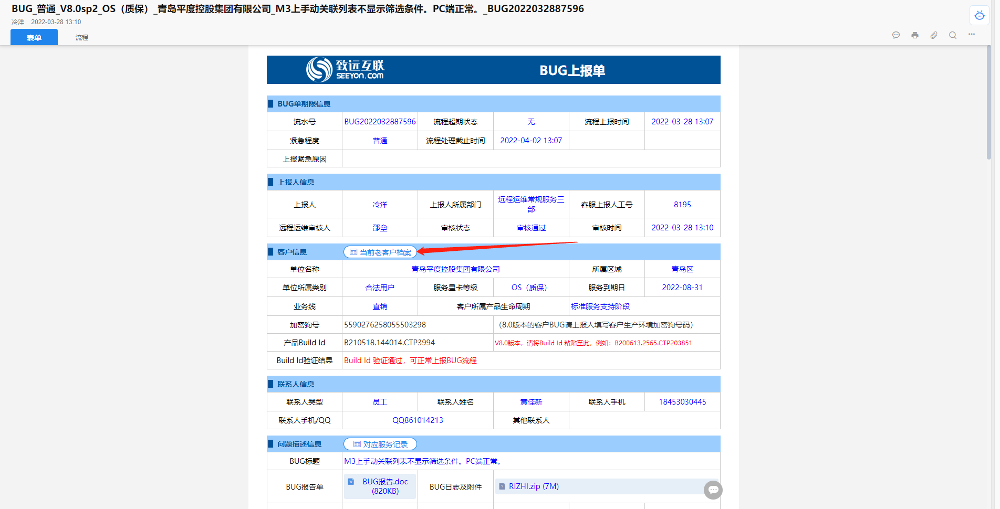 BUG_普通_V8.0sp2_OS（质保）_青岛平度控股集团有限公司_M3上手动关联列表不显示筛选条件。PC端正常。_BUG2022032887596
冷洋 2022-03-28 13:10
表单 流程
致远互联 SEEYON.COM BUG上报单
BUG单期限信息
流水号 BUG2022032887596 流程超期状态 无 流程上报时间 2022-03-28 13:07
紧急程度 普通 流程处理截止时间 2022-04-02 13:07
上报紧急原因
上报人信息
上报人 冷洋 上报人所属部门 远程运维常规服务三部 客服上报人工号 8195
远程运维审核人 邵垒 审核状态 审核通过 审核时间 2022-03-28 13:10
客户信息 当前老客户档案
单位名称 青岛平度控股集团有限公司 所属区域 青岛区
单位所属类别 合法用户 服务星卡等级 OS（质保） 服务到期日 2022-08-31
业务线 直销 客户所属产品生命周期 标准服务支持阶段
加密狗号 5590276258055503298 （8.0版本的客户BUG请上报人填写客户生产环境加密狗号码）
产品Build Id B210518.144014.CTP3994 V8.0版本，请将Build Id 粘贴至此，例如：B200613.2565.CTP203851
Build Id验证结果 Build Id 验证通过，可正常上报BUG流程
联系人信息
联系人类型 员工 联系人姓名 黄佳新 联系人手机 18453030445
联系人手机/QQ QQ861014213 其他联系人
问题描述信息 对应服务记录
BUG标题 M3上手动关联列表不显示筛选条件。PC端正常。
BUG报告单 BUG报告.doc (820KB) BUG日志及附件 RIZHI.zip (7M)